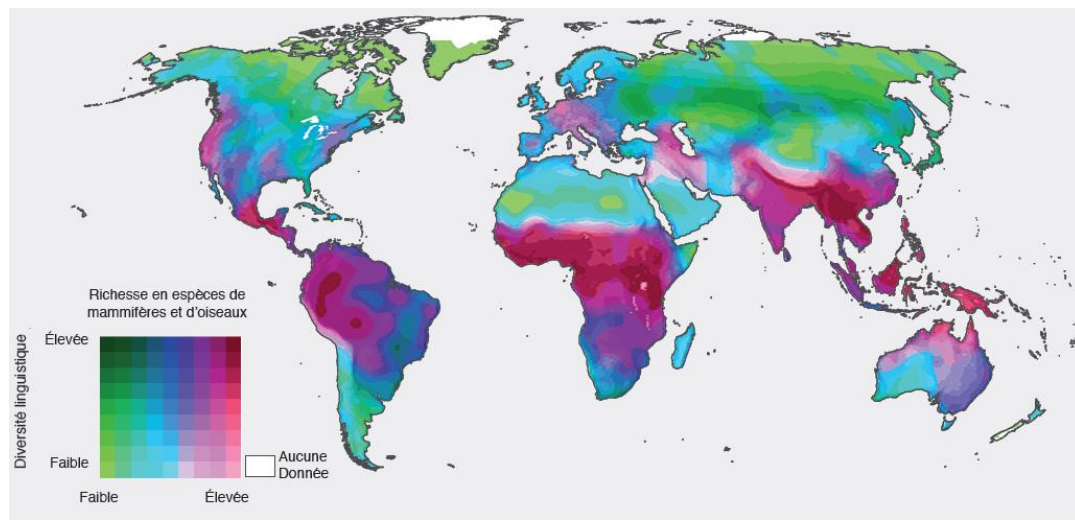 Richesse en espèces de
mammifères et d'oiseaux
Élevée
Diversité linguistique
Faible
Aucune
Donnée
Faible
Élevée